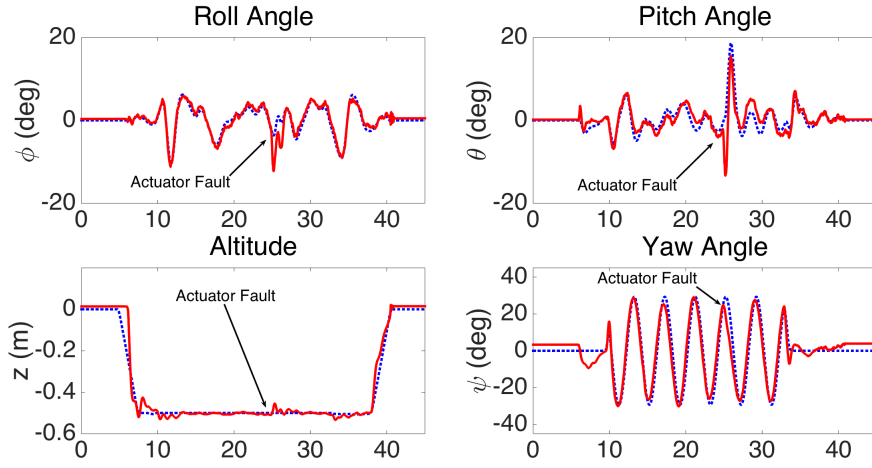 Roll Angle
20
0
-20
ϕ (deg)
Actuator Fault
0 10 20 30 40
Pitch Angle
20
0
-20
θ (deg)
Actuator Fault
0 10 20 30 40
Altitude
0
-0.2
-0.4
-0.6
z (m)
Actuator Fault
0 10 20 30 40
Yaw Angle
40
20
0
-20
-40
ψ (deg)
Actuator Fault
0 10 20 30 40